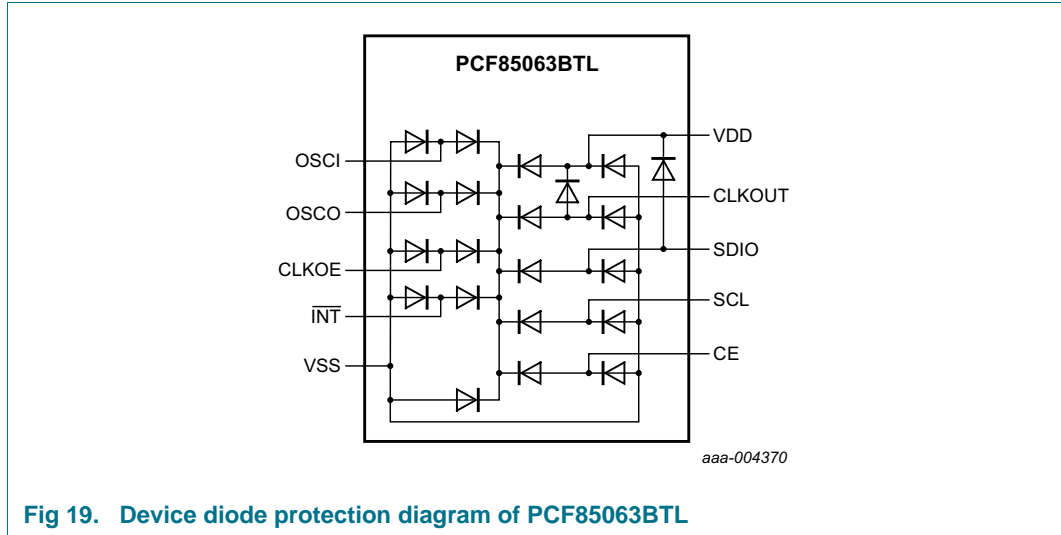 PCF85063BTL
OSCI
OSCO
CLKOE
INT
VSS
VDD
CLKOUT
SDIO
SCL
CE
aaa-004370
Fig 19. Device diode protection diagram of PCF85063BTL